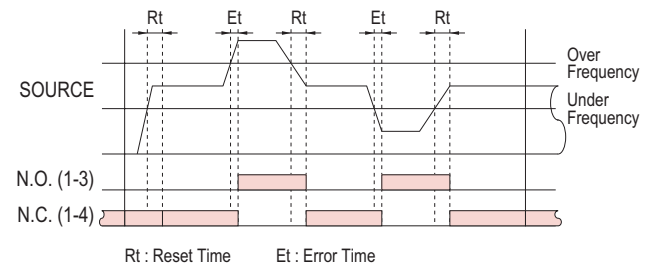 Rt Et Rt Et Rt
Over
Frequency
SOURCE
Under
Frequency
N.O. (1-3)
N.C. (1-4)
Rt : Reset Time Et : Error Time